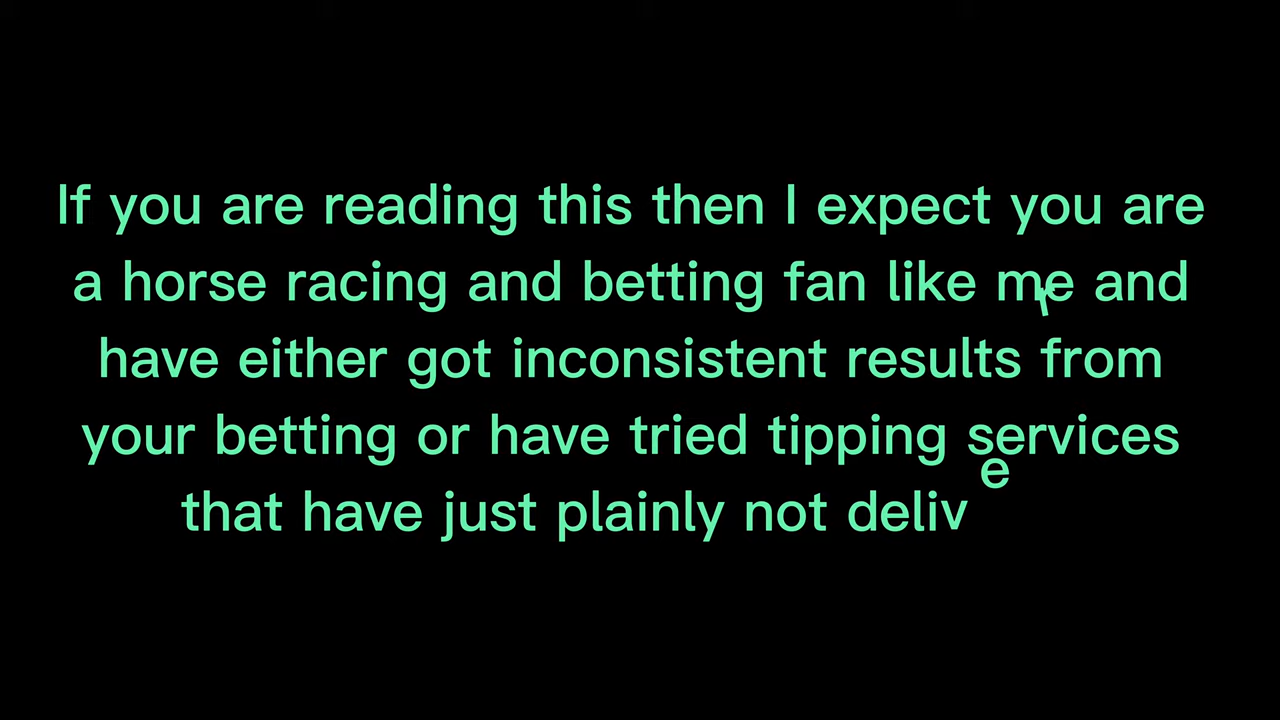 If you are reading this then I expect you are
a horse racing and betting fan like me and
have either got inconsistent results from
your betting or have tried tipping services
that have just plainly not deliver